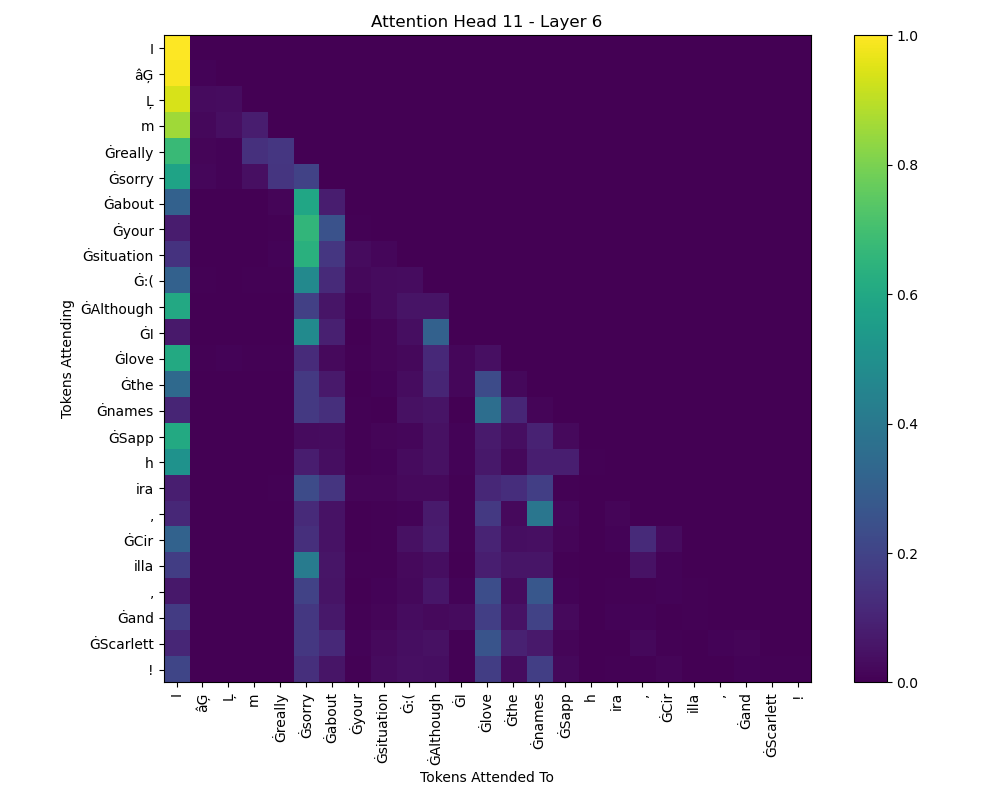 Attention Head 11 - Layer 6
Tokens Attending
I
âĢ
Ļ
m
Ġreally
Ġsorry
Ġabout
Ġyour
Ġsituation
Ġ:(
ĠAlthough
ĠI
Ġlove
Ġthe
Ġnames
ĠSapp
h
ira
,
ĠCir
illa
,
Ġand
ĠScarlett
!
I
âĢ
Ļ
m
Ġreally
Ġsorry
Ġabout
Ġyour
Ġsituation
Ġ:(
ĠAlthough
ĠI
Ġlove
Ġthe
Ġnames
ĠSapp
h
ira
,
ĠCir
illa
,
Ġand
ĠScarlett
!
Tokens Attended To
1.0
0.8
0.6
0.4
0.2
0.0